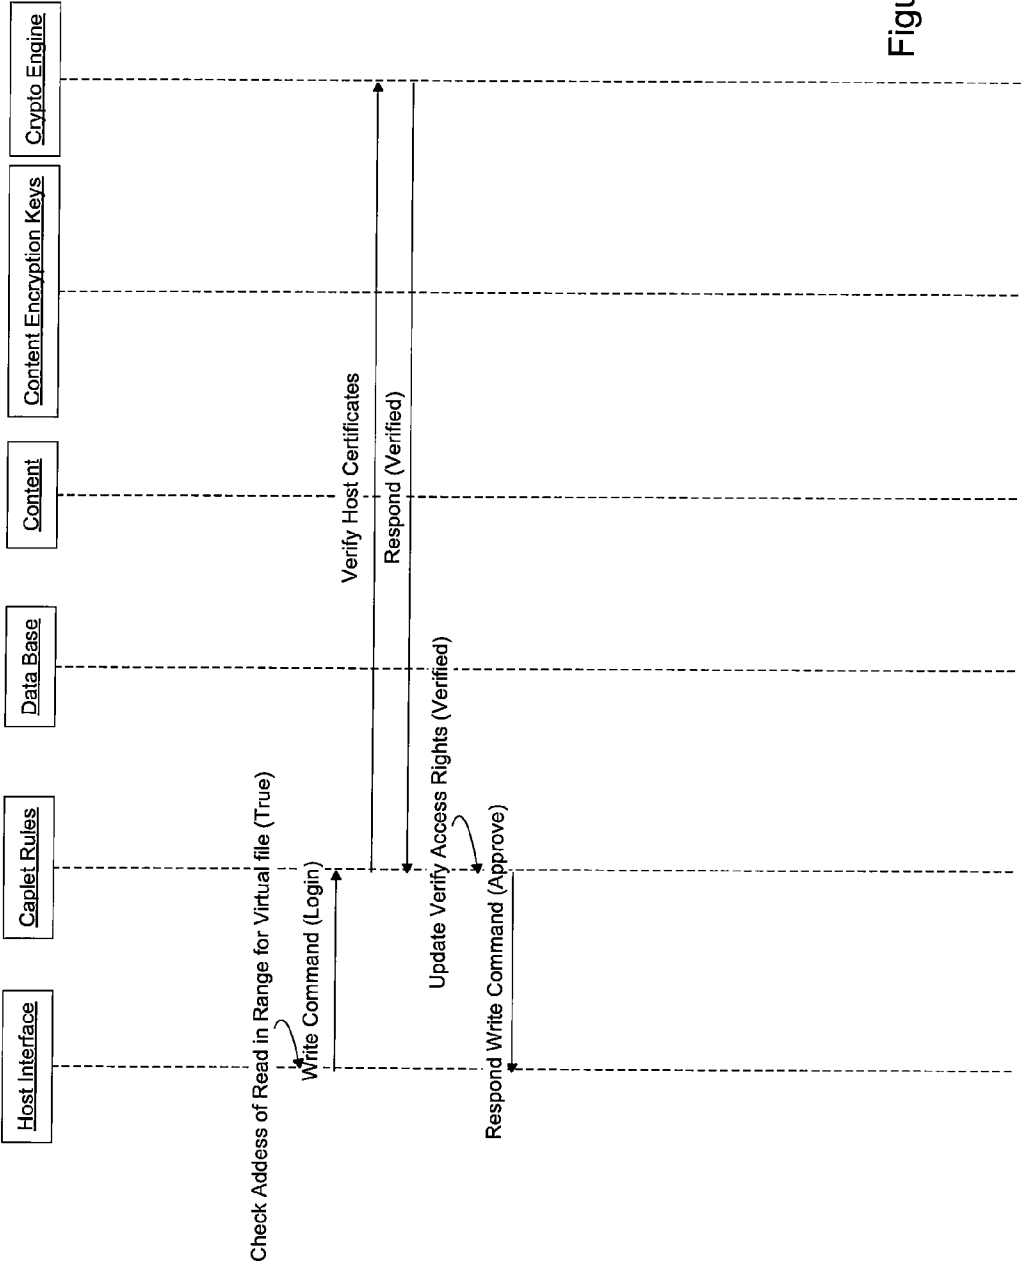 Host Interface
Caplet Rules
Data Base
Content
Content Encryption Keys
Crypto Engine
Check Addess of Read in Range for Virtual file (True)
Write Command (Login)
Verify Host Certificates
Respond (Verified)
Update Verify Access Rights (Verified)
Respond Write Command (Approve)
Figu